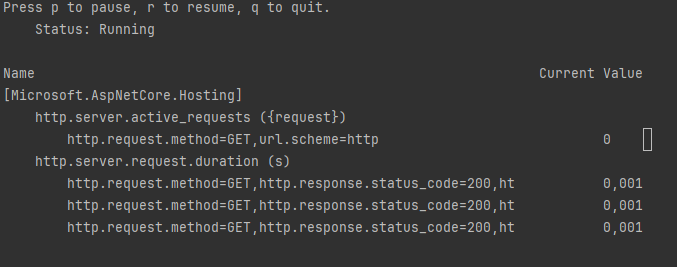 Press p to pause, r to resume, q to quit.
Status: Running
Name Current Value
[Microsoft.AspNetCore.Hosting]
http.server.active_requests ({request})
http.request.method=GET,url.scheme=http 0
http.server.request.duration (s)
http.request.method=GET,http.response.status_code=200,ht 0,001
http.request.method=GET,http.response.status_code=200,ht 0,001
http.request.method=GET,http.response.status_code=200,ht 0,001